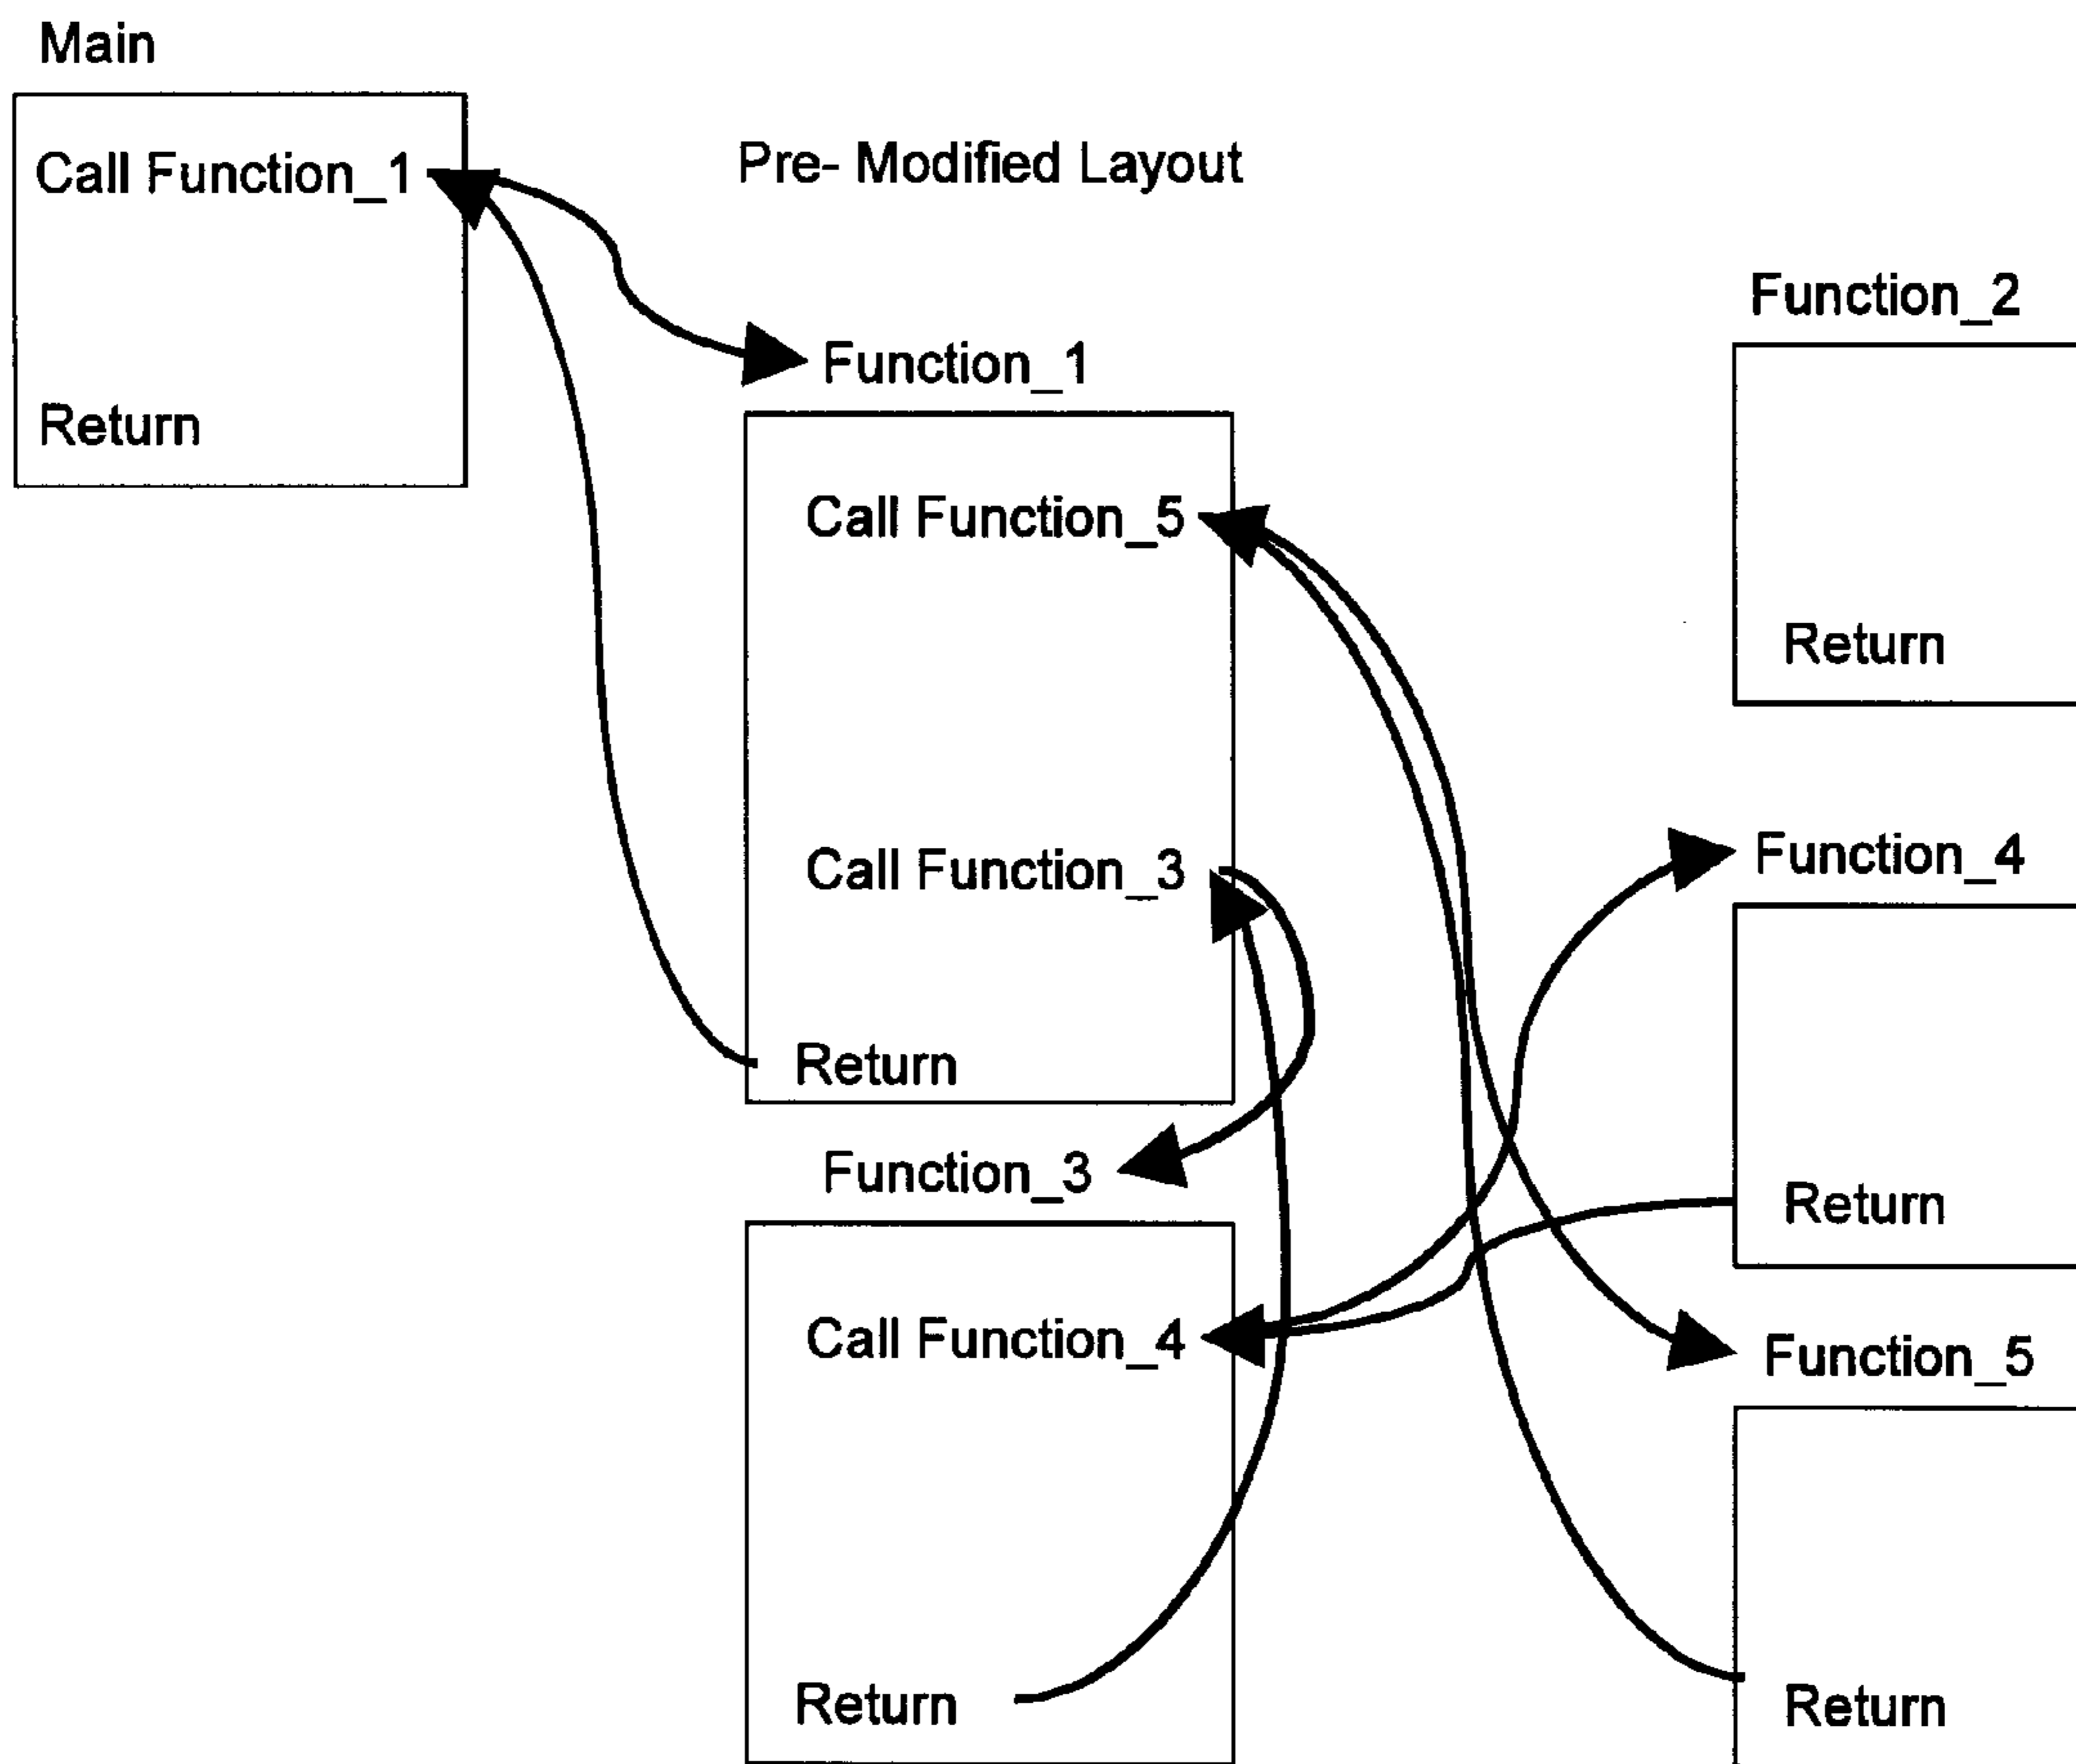 Main
Call Function_1
Return
Pre- Modified Layout
Function_1
Call Function_5
Call Function_3
Return
Function_3
Call Function_4
Return
Function_2
Return
Function_4
Return
Function_5
Return